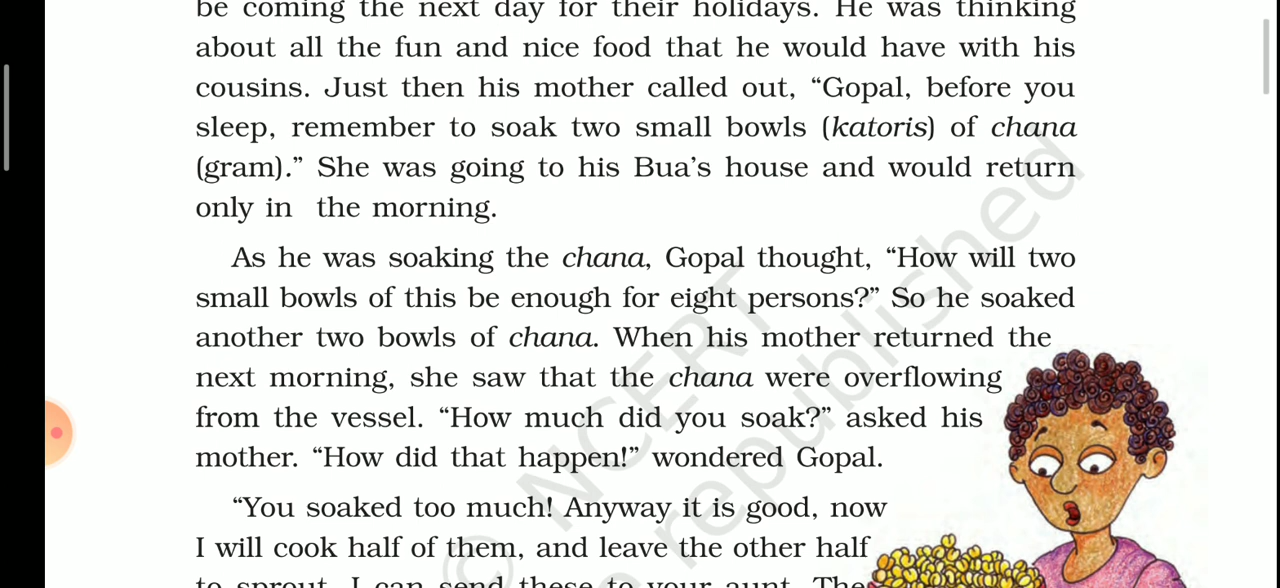 be coming the next day for their holidays. He was thinking
about all the fun and nice food that he would have with his
cousins. Just then his mother called out, “Gopal, before you
sleep, remember to soak two small bowls (katoris) of chana
(gram).” She was going to his Bua’s house and would return
only in the morning.
As he was soaking the chana, Gopal thought, “How will two
small bowls of this be enough for eight persons?” So he soaked
another two bowls of chana. When his mother returned the
next morning, she saw that the chana were overflowing
from the vessel. “How much did you soak?” asked his
mother. “How did that happen!” wondered Gopal.
“You soaked too much! Anyway it is good, now
I will cook half of them, and leave the other half
to sprout. I can send these to your aunt. The
© NCERT
republished